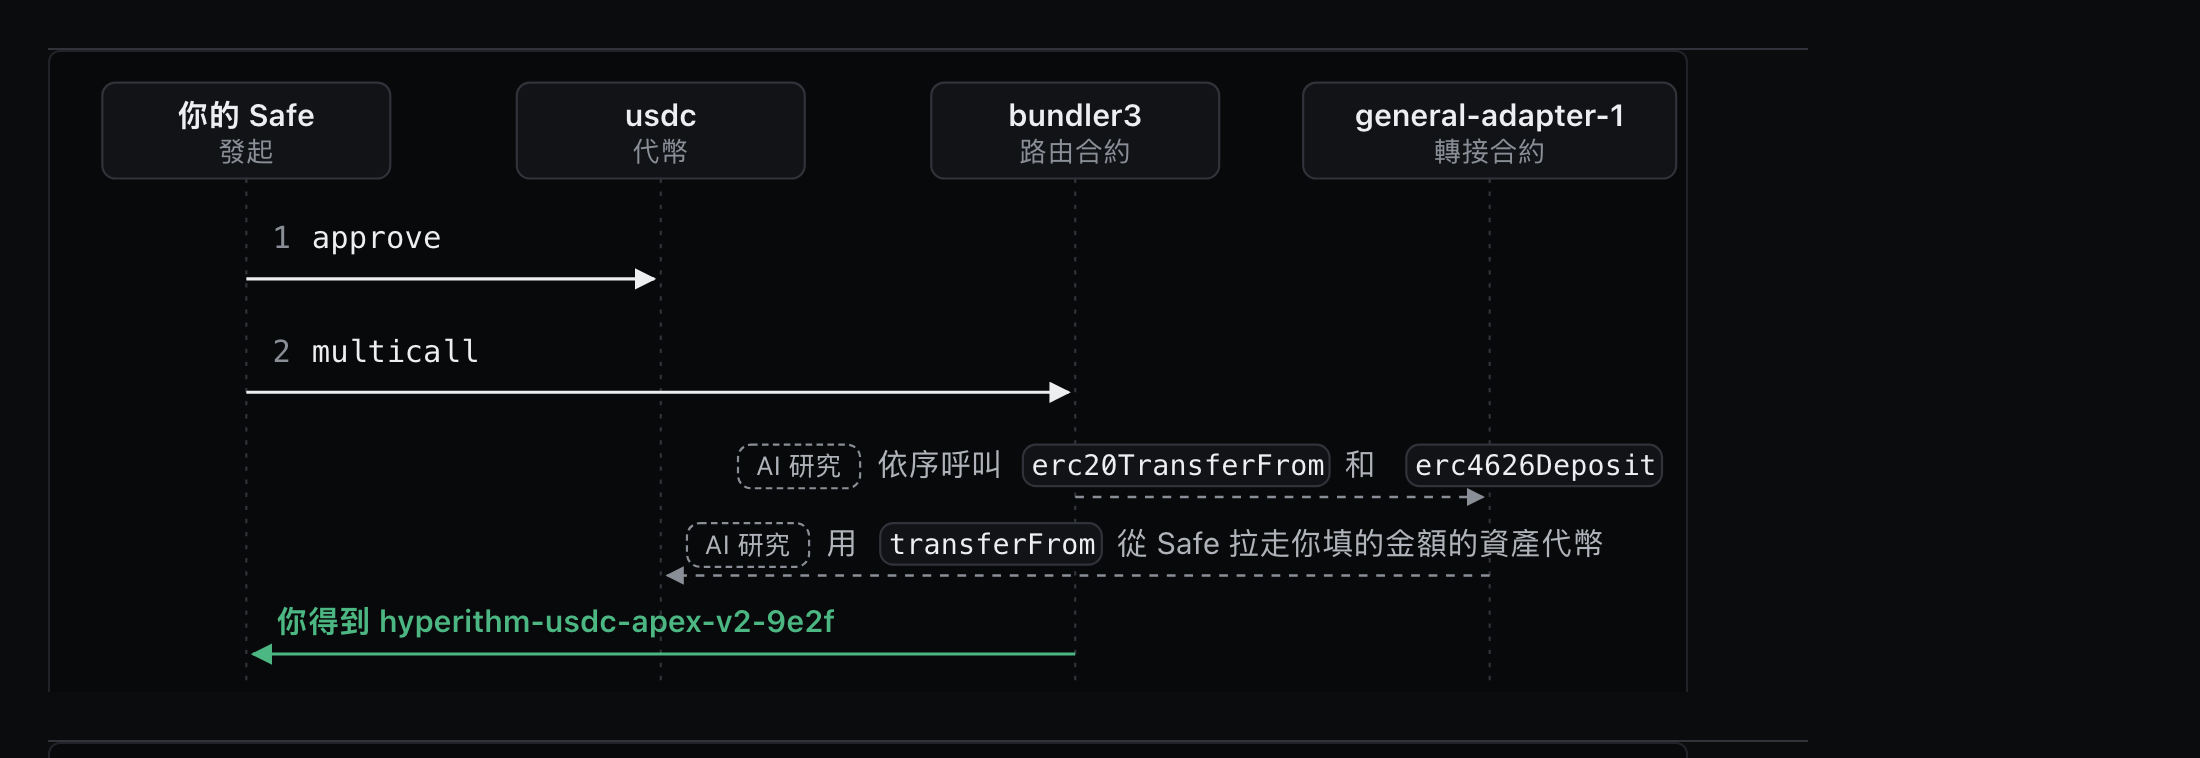 你的 Safe
發起
usdc
代幣
bundler3
路由合約
general-adapter-1
轉接合約
1 approve
2 multicall
AI 研究 依序呼叫 erc20TransferFrom 和 erc4626Deposit
AI 研究 用 transferFrom 從 Safe 拉走你填的金額的資產代幣
你得到 hyperithm-usdc-apex-v2-9e2f